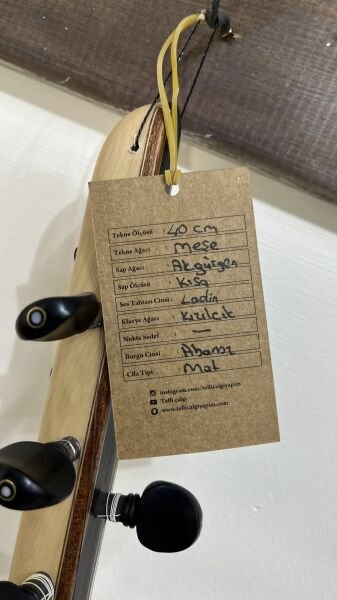 Tekne Ölçüsü : 40 cm
Tekne Ağacı : meşe
Sap Ağacı : Akgürgen
Sap Ölçüsü : Kısa
Ses Tahtası Cinsi : Ladin
Klavye Ağacı : Kızılcık
Nokta Sedef : —
Burgu Cinsi : Abanoz
Cila Tipi : Mat
instagram.com/tellicalgiyapim
Telli çalgı
www.tellicalgiyapim.com